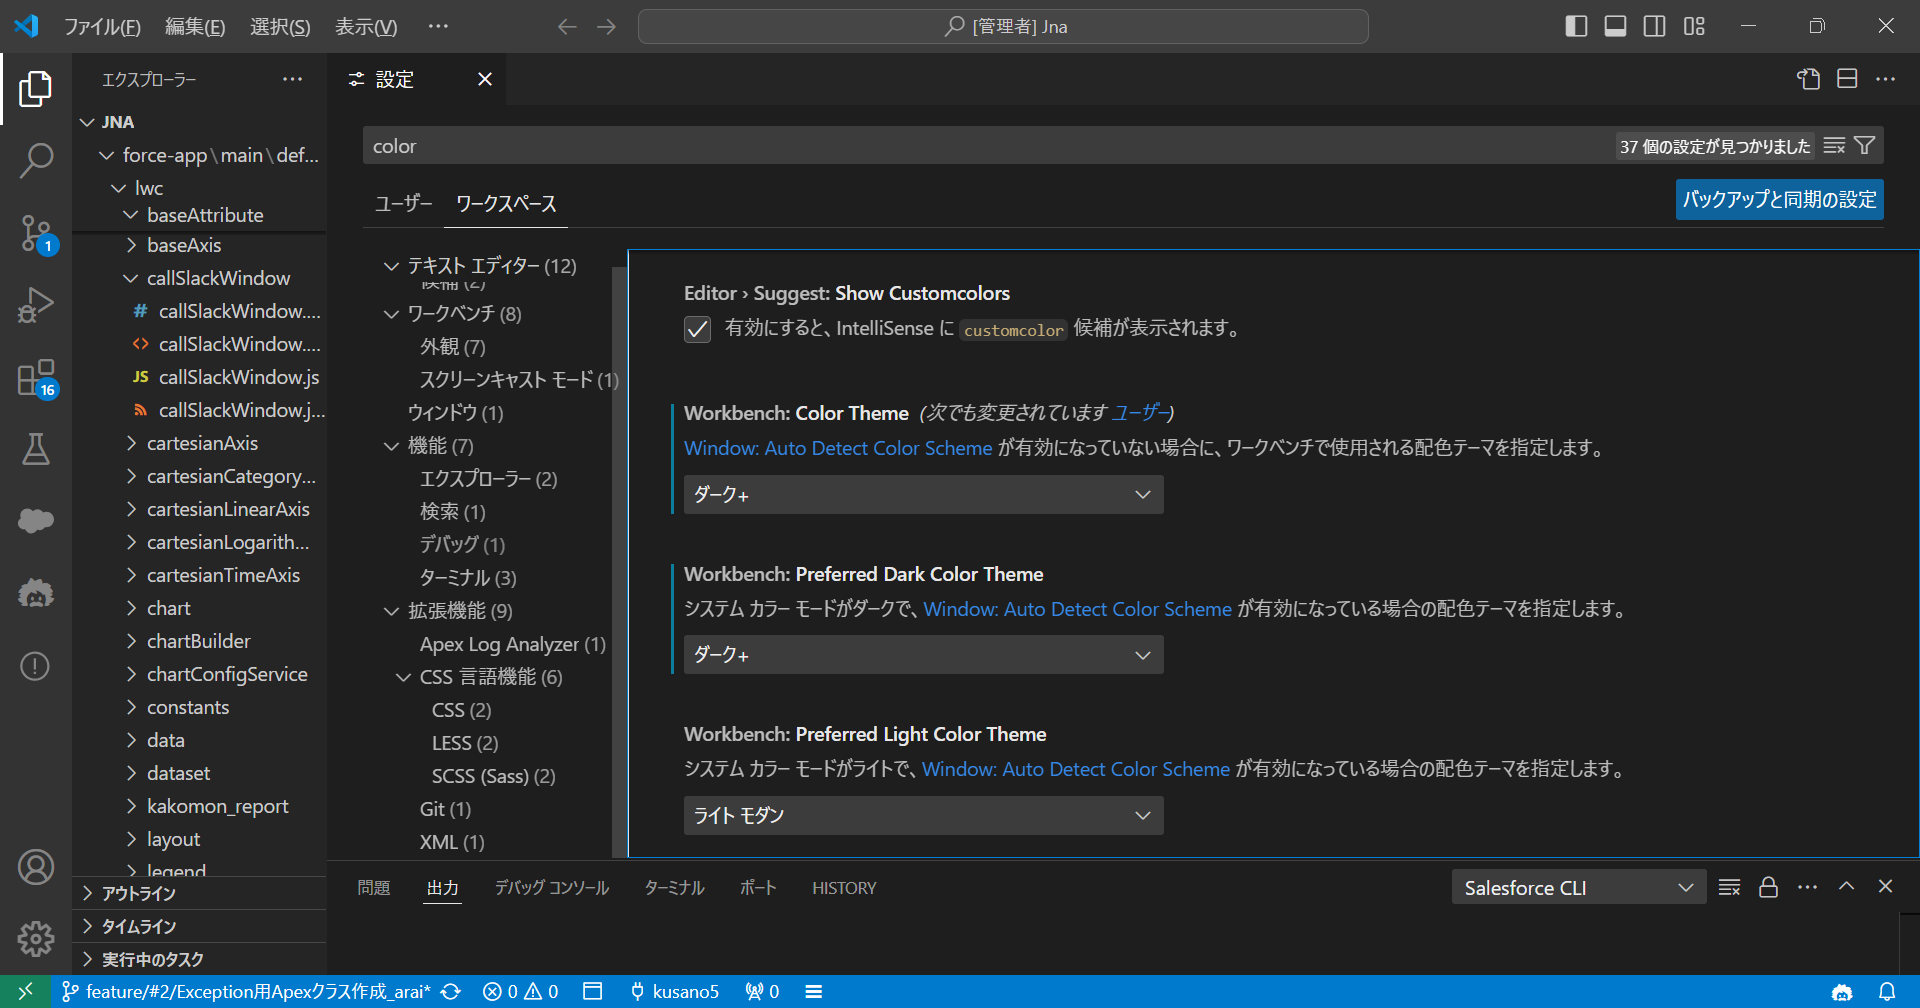 ファイル(F) 編集(E) 選択(S) 表示(V) ···
[管理者] Jna
エクスプローラー ···
設定
JNA
force-app\main\def...
lwc
baseAttribute
baseAxis
callSlackWindow
# callSlackWindow....
<> callSlackWindow....
JS callSlackWindow.js
callSlackWindow.j...
cartesianAxis
cartesianCategory...
cartesianLinearAxis
cartesianLogarith...
cartesianTimeAxis
chart
chartBuilder
chartConfigService
constants
data
dataset
kakomon_report
layout
legend
アウトライン
タイムライン
実行中のタスク
1
16
color
37 個の設定が見つかりました
ユーザー ワークスペース
バックアップと同期の設定
テキスト エディター (12)
候補 (2)
ワークベンチ (8)
外観 (7)
スクリーンキャスト モード (1)
ウィンドウ (1)
機能 (7)
エクスプローラー (2)
検索 (1)
デバッグ (1)
ターミナル (3)
拡張機能 (9)
Apex Log Analyzer (1)
CSS 言語機能 (6)
CSS (2)
LESS (2)
SCSS (Sass) (2)
Git (1)
XML (1)
Editor › Suggest: Show Customcolors
有効にすると、IntelliSense に customcolor 候補が表示されます。
Workbench: Color Theme (次でも変更されています ユーザー)
Window: Auto Detect Color Scheme が有効になっていない場合に、ワークベンチで使用される配色テーマを指定します。
ダーク+
Workbench: Preferred Dark Color Theme
システム カラー モードがダークで、Window: Auto Detect Color Scheme が有効になっている場合の配色テーマを指定します。
ダーク+
Workbench: Preferred Light Color Theme
システム カラー モードがライトで、Window: Auto Detect Color Scheme が有効になっている場合の配色テーマを指定します。
ライト モダン
問題 出力 デバッグ コンソール ターミナル ポート HISTORY
Salesforce CLI
feature/#2/Exception用Apexクラス作成_arai* 0 0 kusano5 0